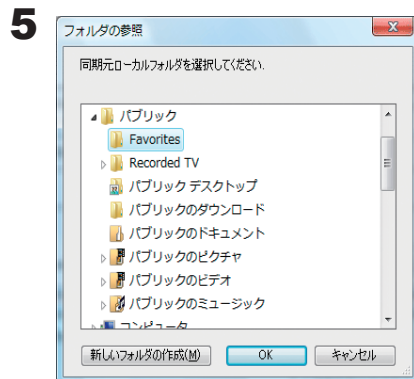 5
フォルダの参照
同期元ローカルフォルダを選択してください.
パブリック
Favorites
Recorded TV
パブリック デスクトップ
パブリックのダウンロード
パブリックのドキュメント
パブリックのピクチャ
パブリックのビデオ
パブリックのミュージック
コンピュータ
新しいフォルダの作成(M) OK キャンセル